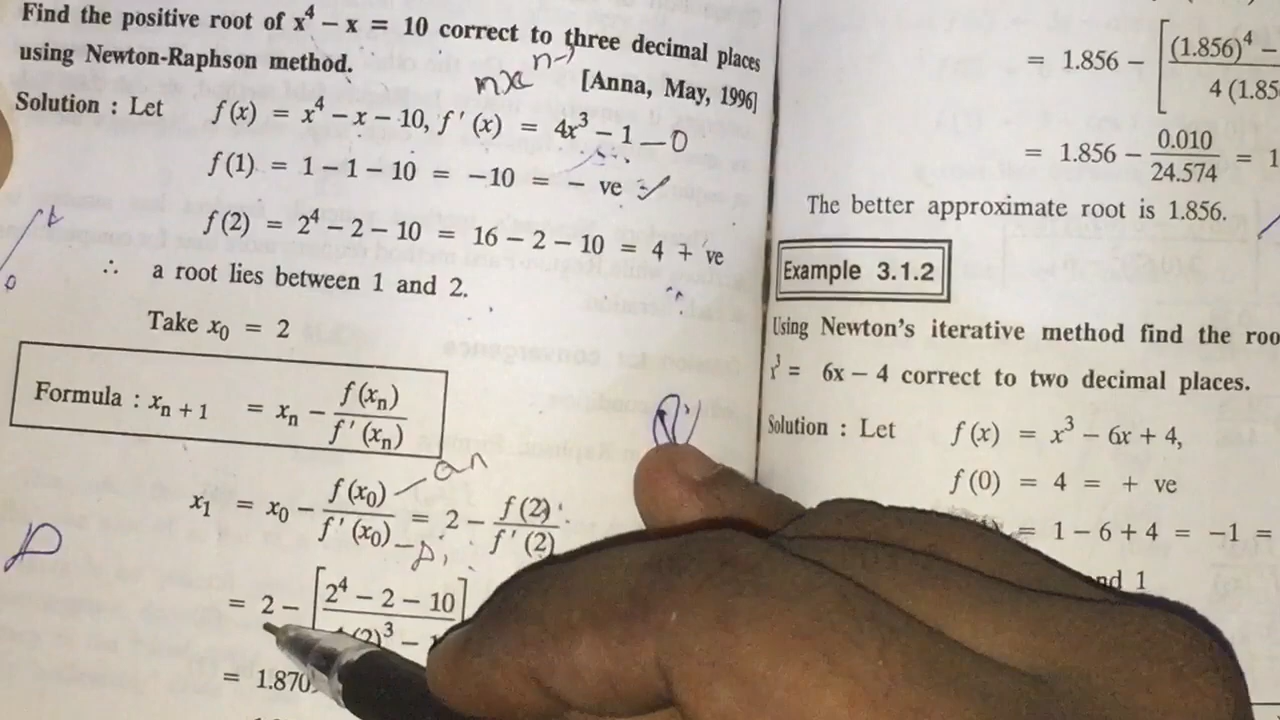 Find the positive root of x⁴ − x = 10 correct to three decimal places
using Newton-Raphson method.
nxⁿ⁻¹
[Anna, May, 1996]
Solution : Let f(x) = x⁴ − x − 10, f′(x) = 4x³ − 1 — 0
f(1) = 1 − 1 − 10 = −10 = − ve
f(2) = 2⁴ − 2 − 10 = 16 − 2 − 10 = 4 + ve
∴ a root lies between 1 and 2.
Take x₀ = 2
Formula : xₙ₊₁ = xₙ − f(xₙ) / f′(xₙ)
x₁ = x₀ − f(x₀) / f′(x₀) = 2 − f(2) / f′(2)
= 2 − [2⁴ − 2 − 10 / (2)³ −
= 1.870
= 1.856 − [(1.856)⁴ − / 4 (1.85
= 1.856 − 0.010 / 24.574 = 1
The better approximate root is 1.856.
Example 3.1.2
Using Newton's iterative method find the roo
x³ = 6x − 4 correct to two decimal places.
Solution : Let f(x) = x³ − 6x + 4,
f(0) = 4 = + ve
= 1 − 6 + 4 = −1 =
nd 1